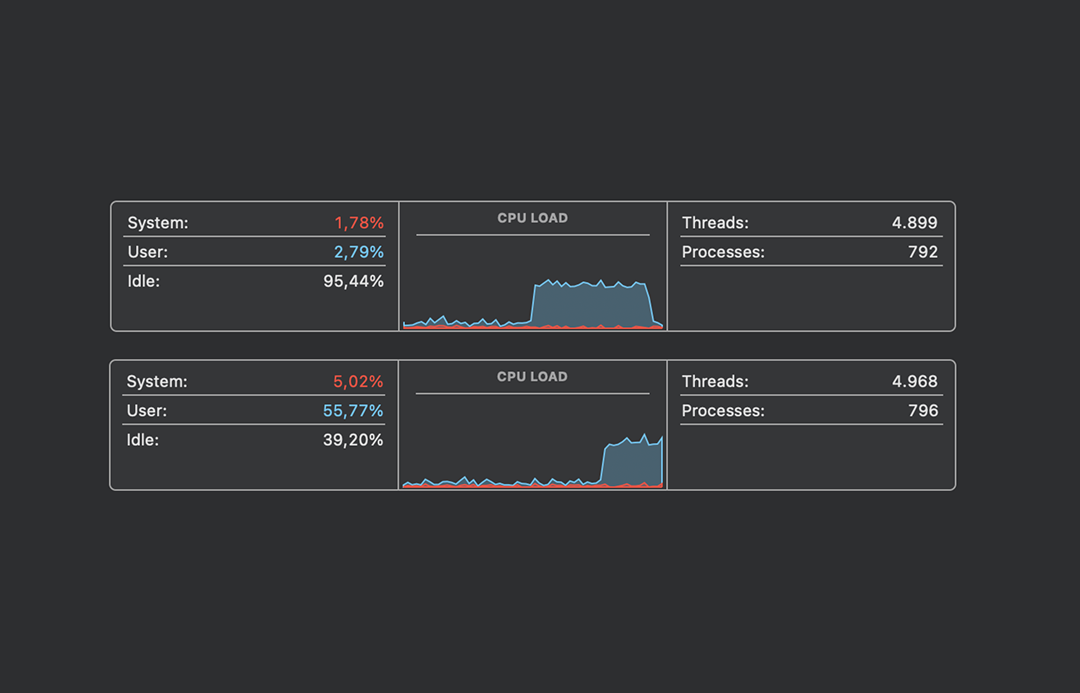 System: 1,78%
User: 2,79%
Idle: 95,44%
CPU LOAD
Threads: 4.899
Processes: 792
System: 5,02%
User: 55,77%
Idle: 39,20%
CPU LOAD
Threads: 4.968
Processes: 796